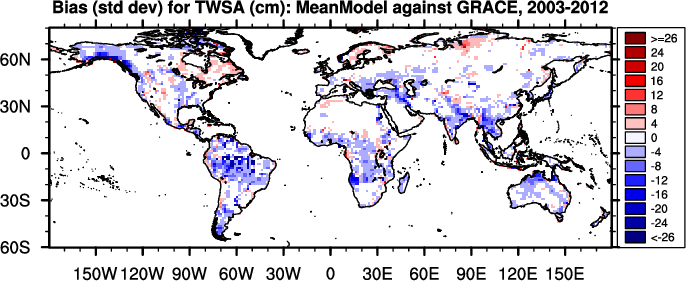 Bias (std dev) for TWSA (cm): MeanModel against GRACE, 2003-2012
>=26
24
20
16
12
8
4
0
-4
-8
-12
-16
-20
-24
<-26
60N
30N
0
30S
60S
150W 120W 90W 60W 30W 0 30E 60E 90E 120E 150E